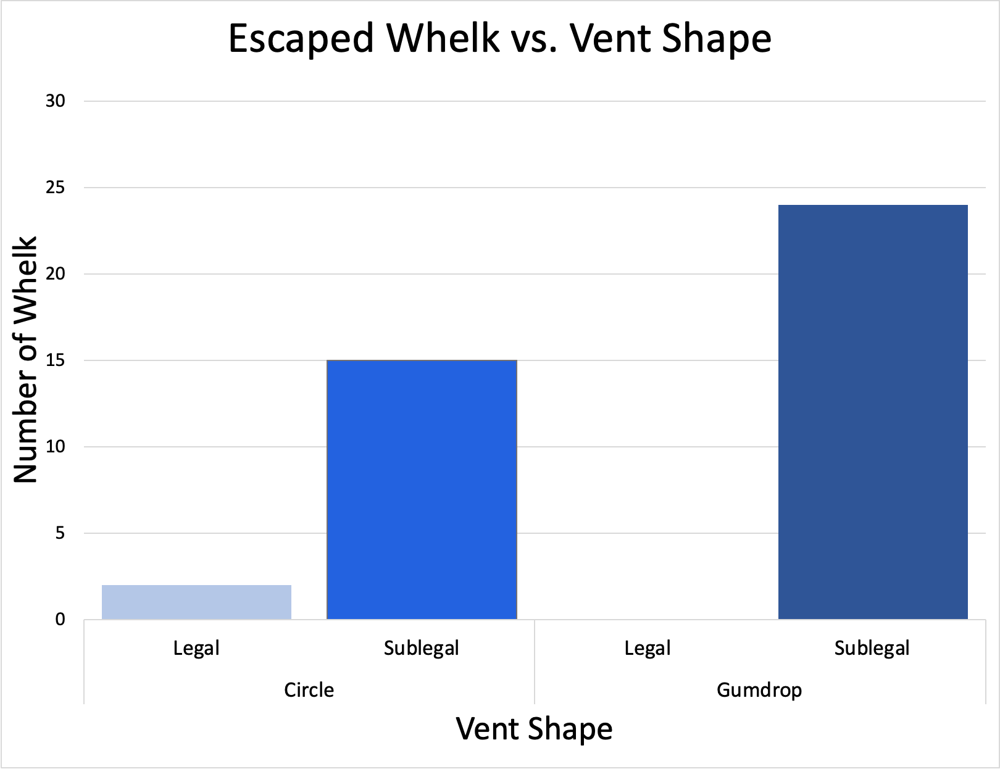 Escaped Whelk vs. Vent Shape
30
25
20
15
10
5
0
Number of Whelk
Legal Sublegal Legal Sublegal
Circle Gumdrop
Vent Shape